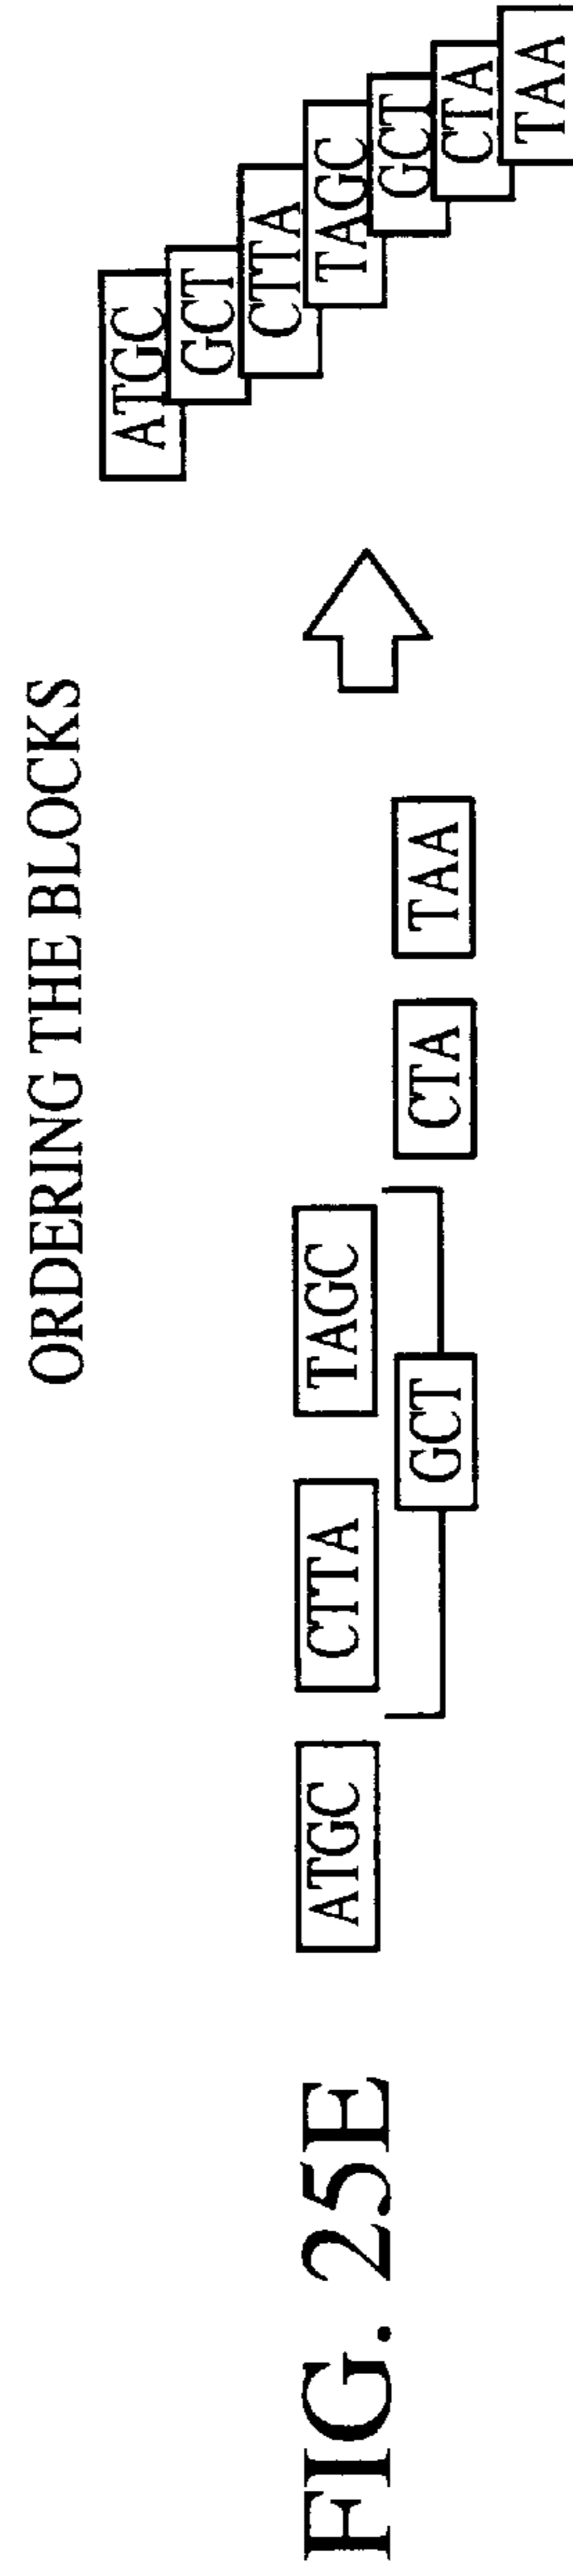 ORDERING THE BLOCKS
FIG. 25E
ATGC
CTTA
TAGC
GCT
CTA
TAA
ATGC
GCT
CTTA
TAGC
GCT
CTA
TAA